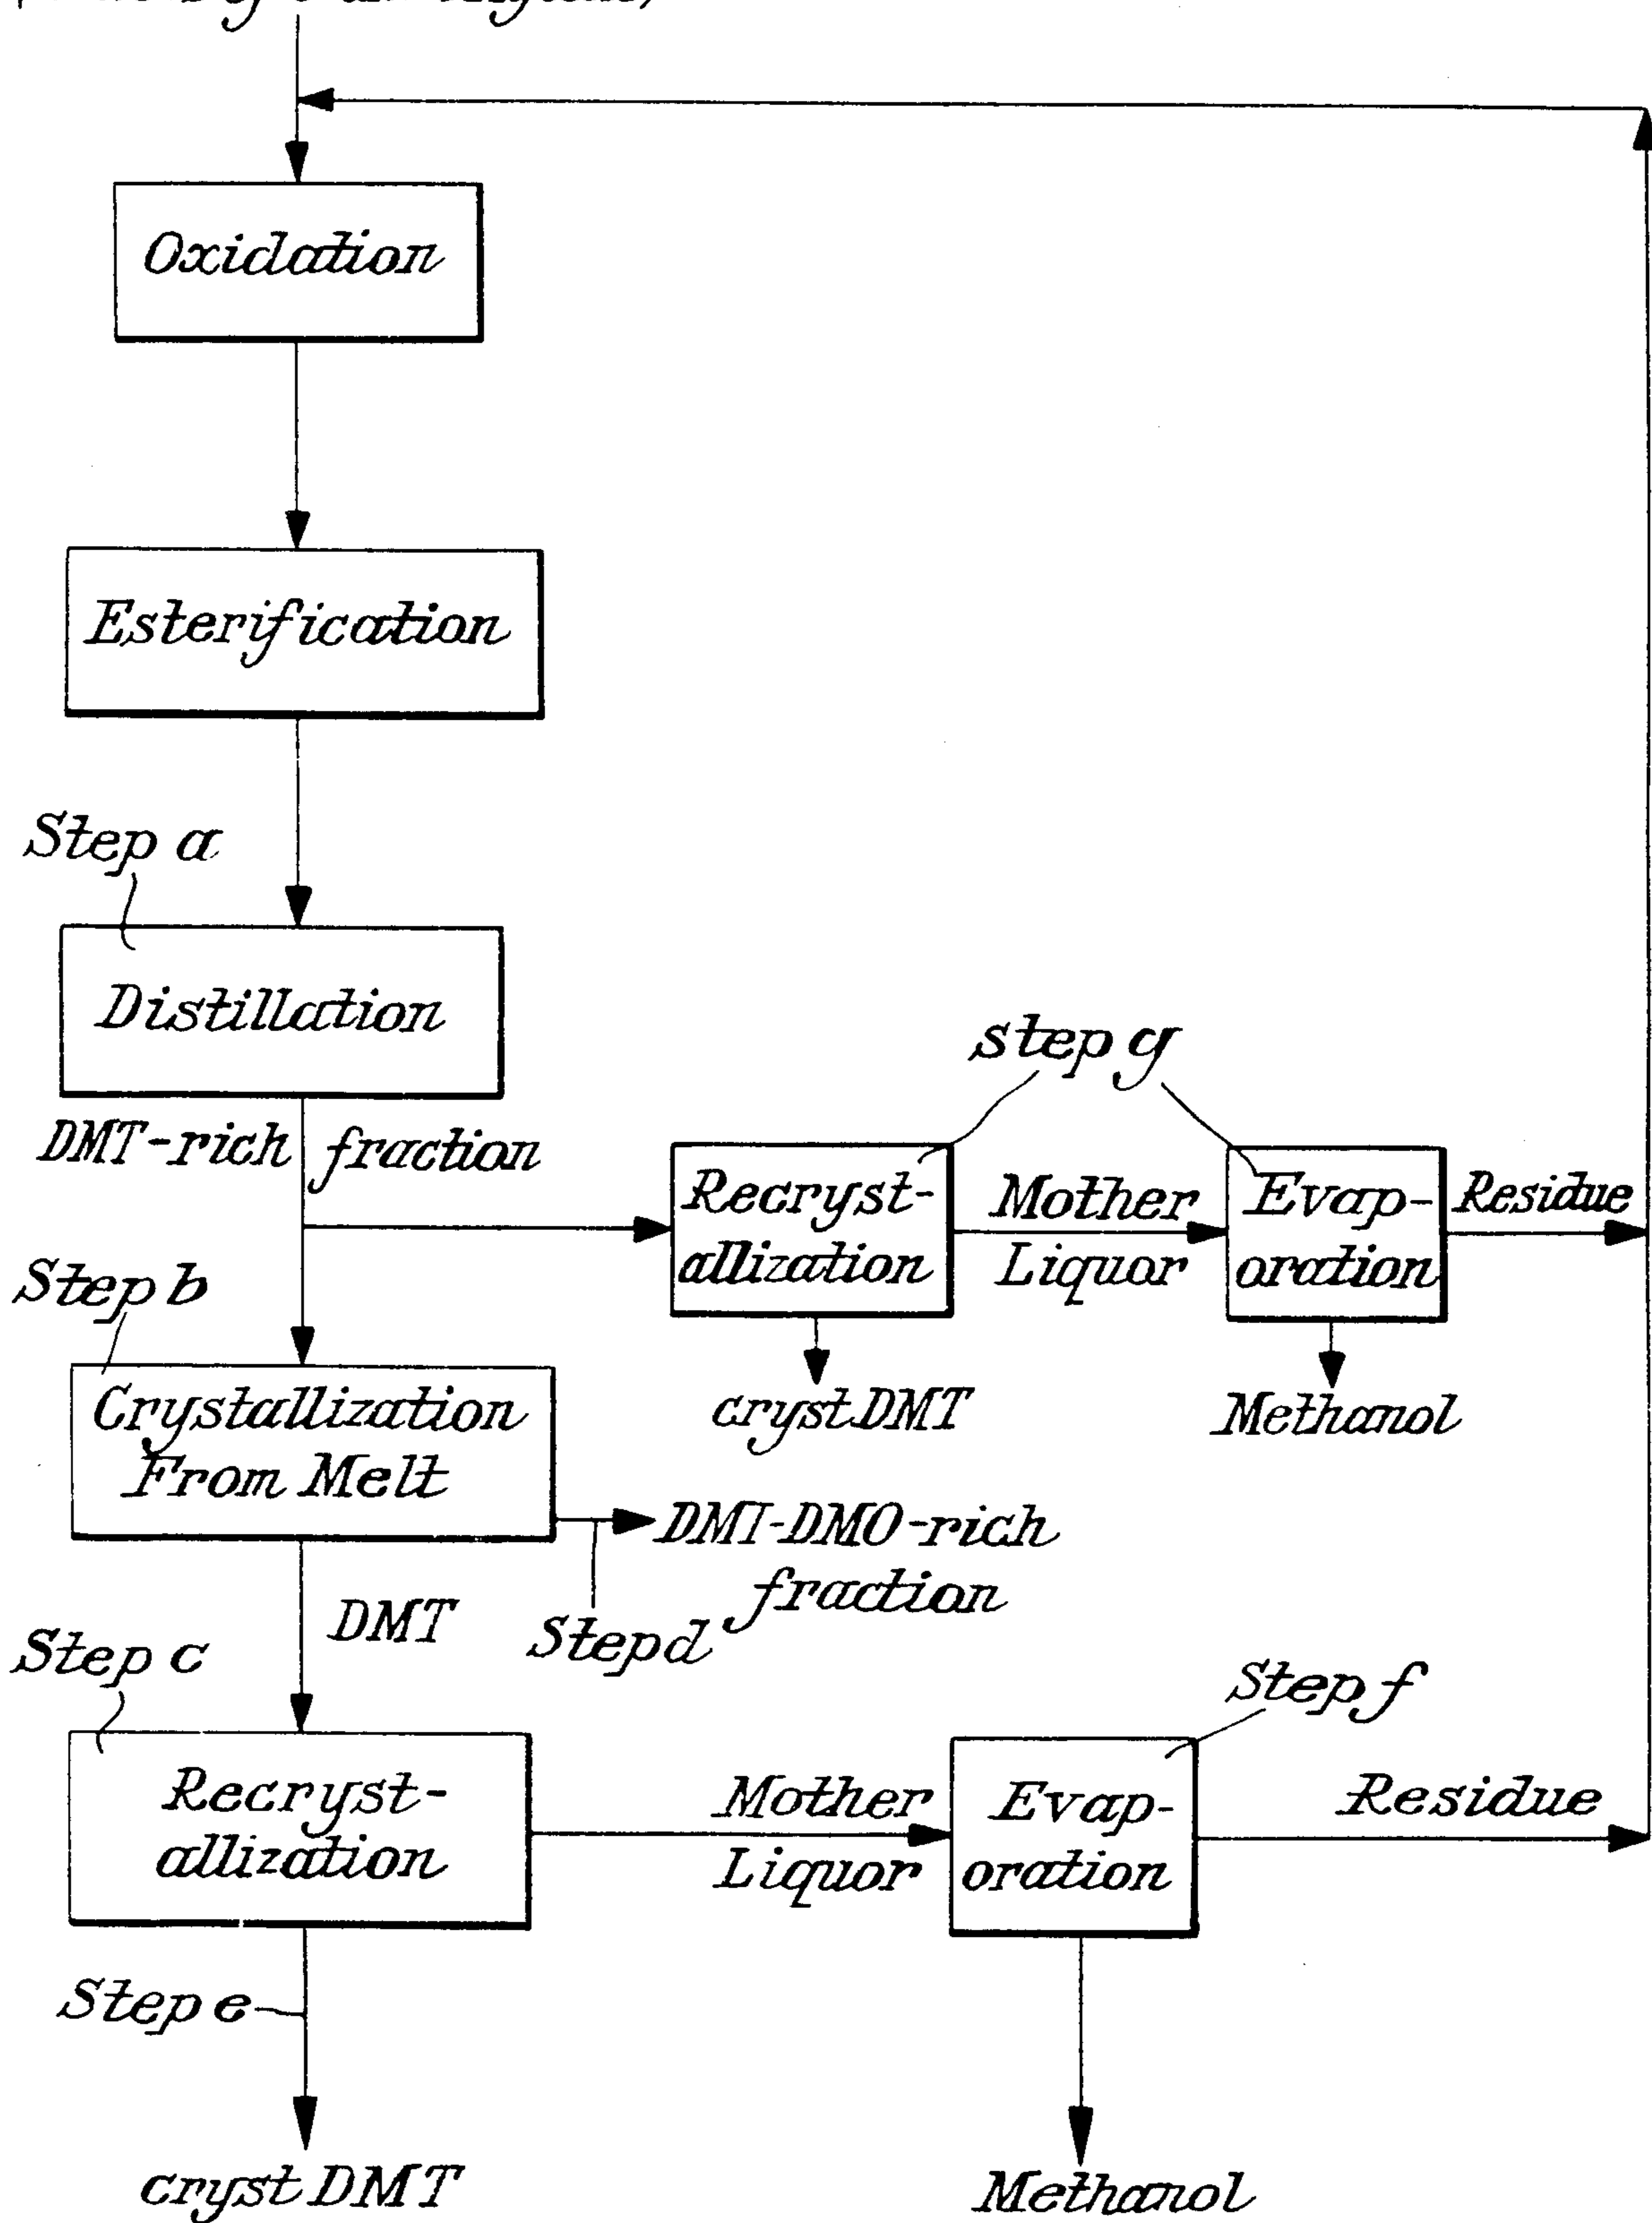 Oxidation
Esterification
Step a
Distillation
DMT-rich fraction
step g
Recryst-
allization
Mother
Liquor
Evap-
oration
Residue
cryst DMT
Methanol
Step b
Crystallization
From Melt
DMI-DMO-rich
fraction
Step d
DMT
Step c
Recryst-
allization
Mother
Liquor
Step f
Evap-
oration
Residue
Step e
cryst DMT
Methanol